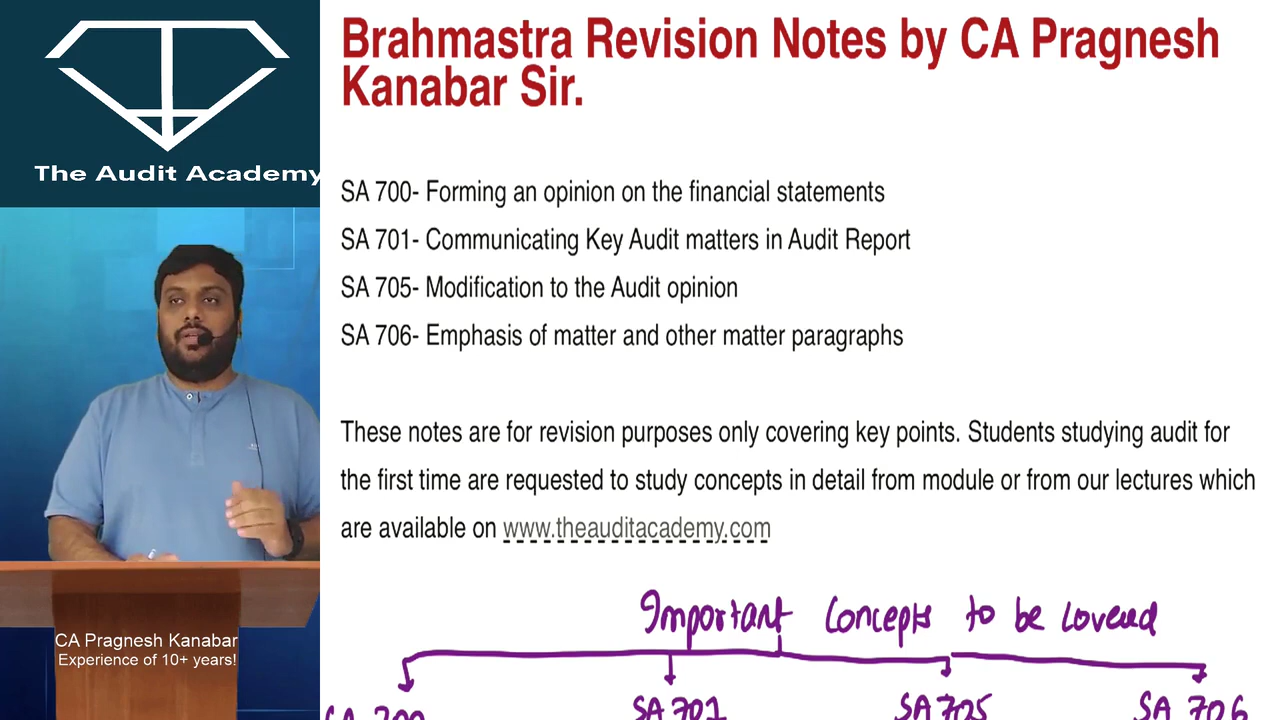 The Audit Academy
Brahmastra Revision Notes by CA Pragnesh
Kanabar Sir.
SA 700- Forming an opinion on the financial statements
SA 701- Communicating Key Audit matters in Audit Report
SA 705- Modification to the Audit opinion
SA 706- Emphasis of matter and other matter paragraphs
These notes are for revision purposes only covering key points. Students studying audit for
the first time are requested to study concepts in detail from module or from our lectures which
are available on www.theauditacademy.com
Important Concepts to be covered
SA 700 SA 701 SA 705 SA 706
CA Pragnesh Kanabar
Experience of 10+ years!